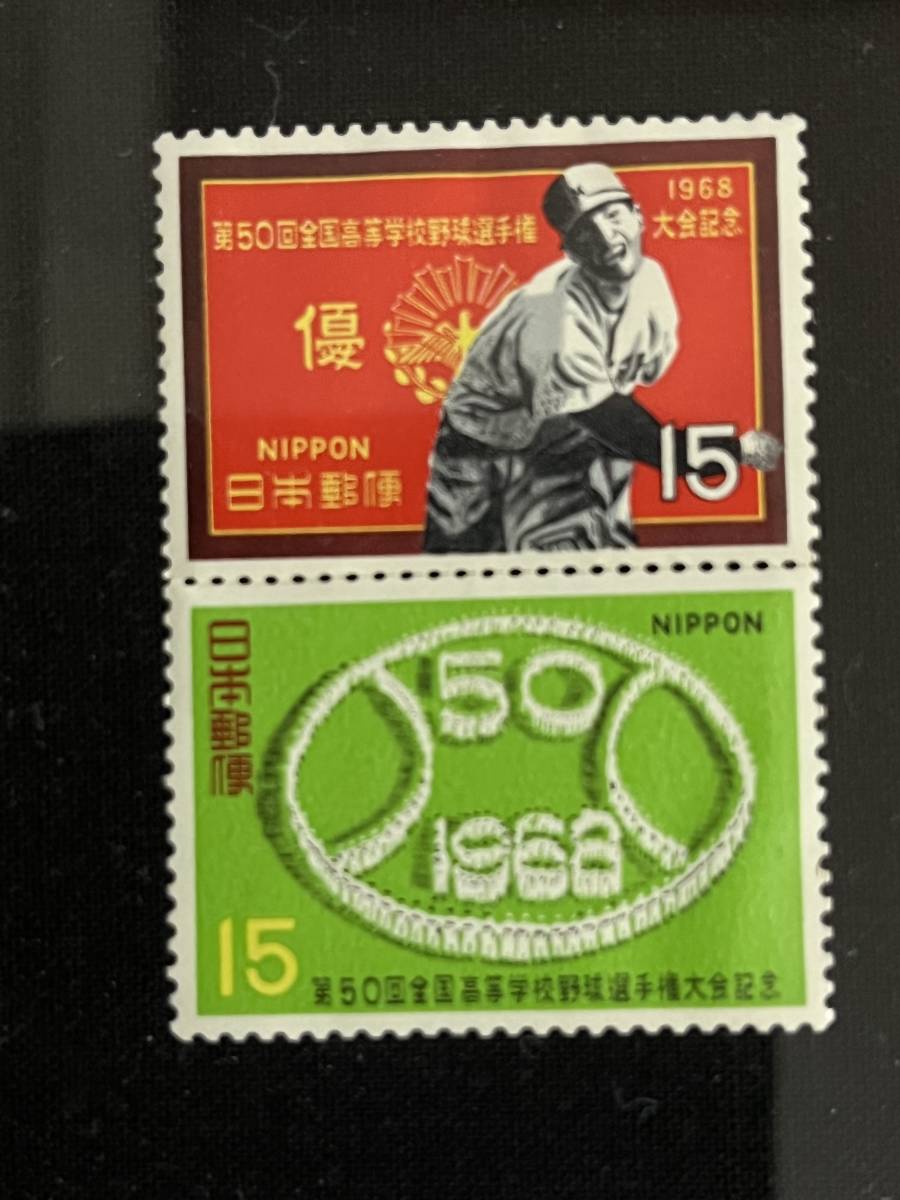 1968
第50回全国高等学校野球選手権
大会記念
優
NIPPON
日本郵便
15
日本郵便
NIPPON
50
1968
15
第50回全国高等学校野球選手権大会記念